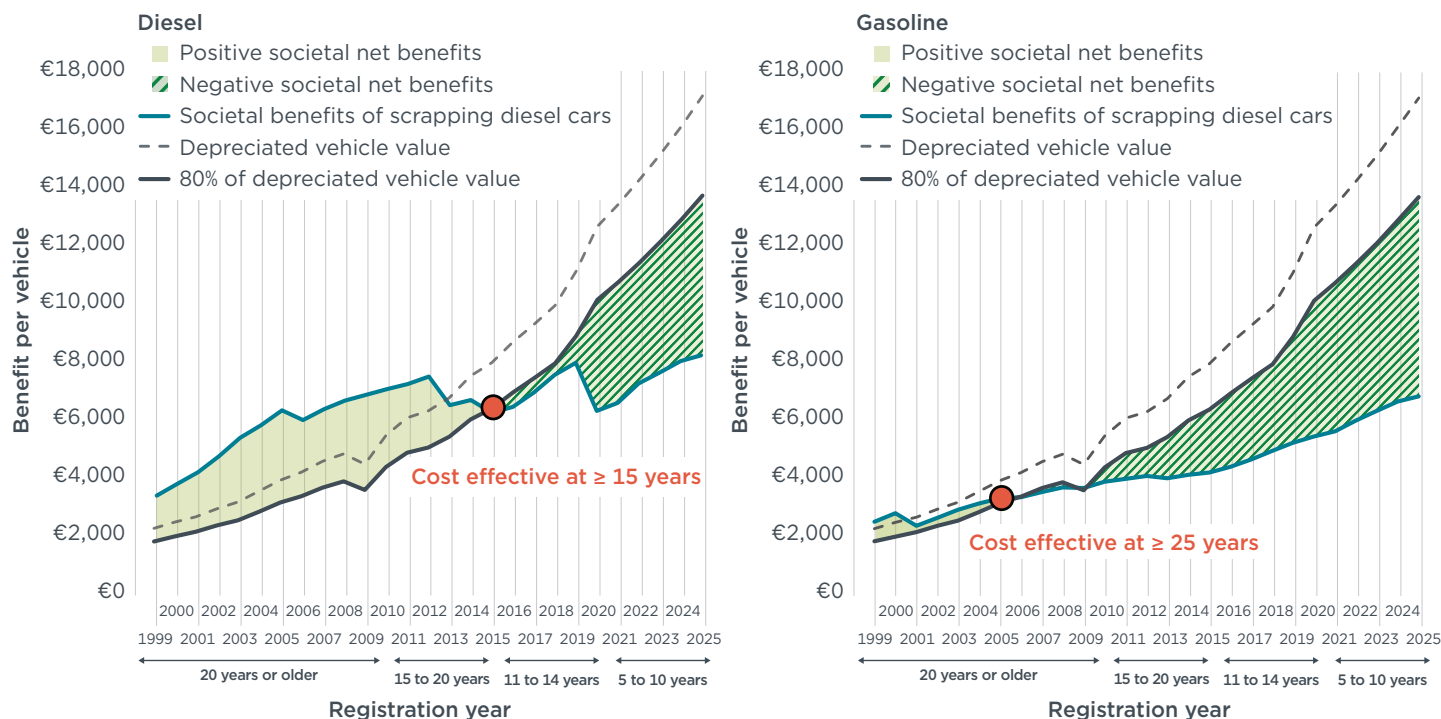 Diesel
Positive societal net benefits
Negative societal net benefits
Societal benefits of scrapping diesel cars
Depreciated vehicle value
80% of depreciated vehicle value
Benefit per vehicle
€18,000
€16,000
€14,000
€12,000
€10,000
€8,000
€6,000
€4,000
€2,000
€0
Cost effective at ≥ 15 years
2000 2002 2004 2006 2008 2010 2012 2014 2016 2018 2020 2022 2024
1999 2001 2003 2005 2007 2009 2011 2013 2015 2017 2019 2021 2023 2025
20 years or older 15 to 20 years 11 to 14 years 5 to 10 years
Registration year
Gasoline
Positive societal net benefits
Negative societal net benefits
Societal benefits of scrapping diesel cars
Depreciated vehicle value
80% of depreciated vehicle value
Benefit per vehicle
€18,000
€16,000
€14,000
€12,000
€10,000
€8,000
€6,000
€4,000
€2,000
€0
Cost effective at ≥ 25 years
2000 2002 2004 2006 2008 2010 2012 2014 2016 2018 2020 2022 2024
1999 2001 2003 2005 2007 2009 2011 2013 2015 2017 2019 2021 2023 2025
20 years or older 15 to 20 years 11 to 14 years 5 to 10 years
Registration year